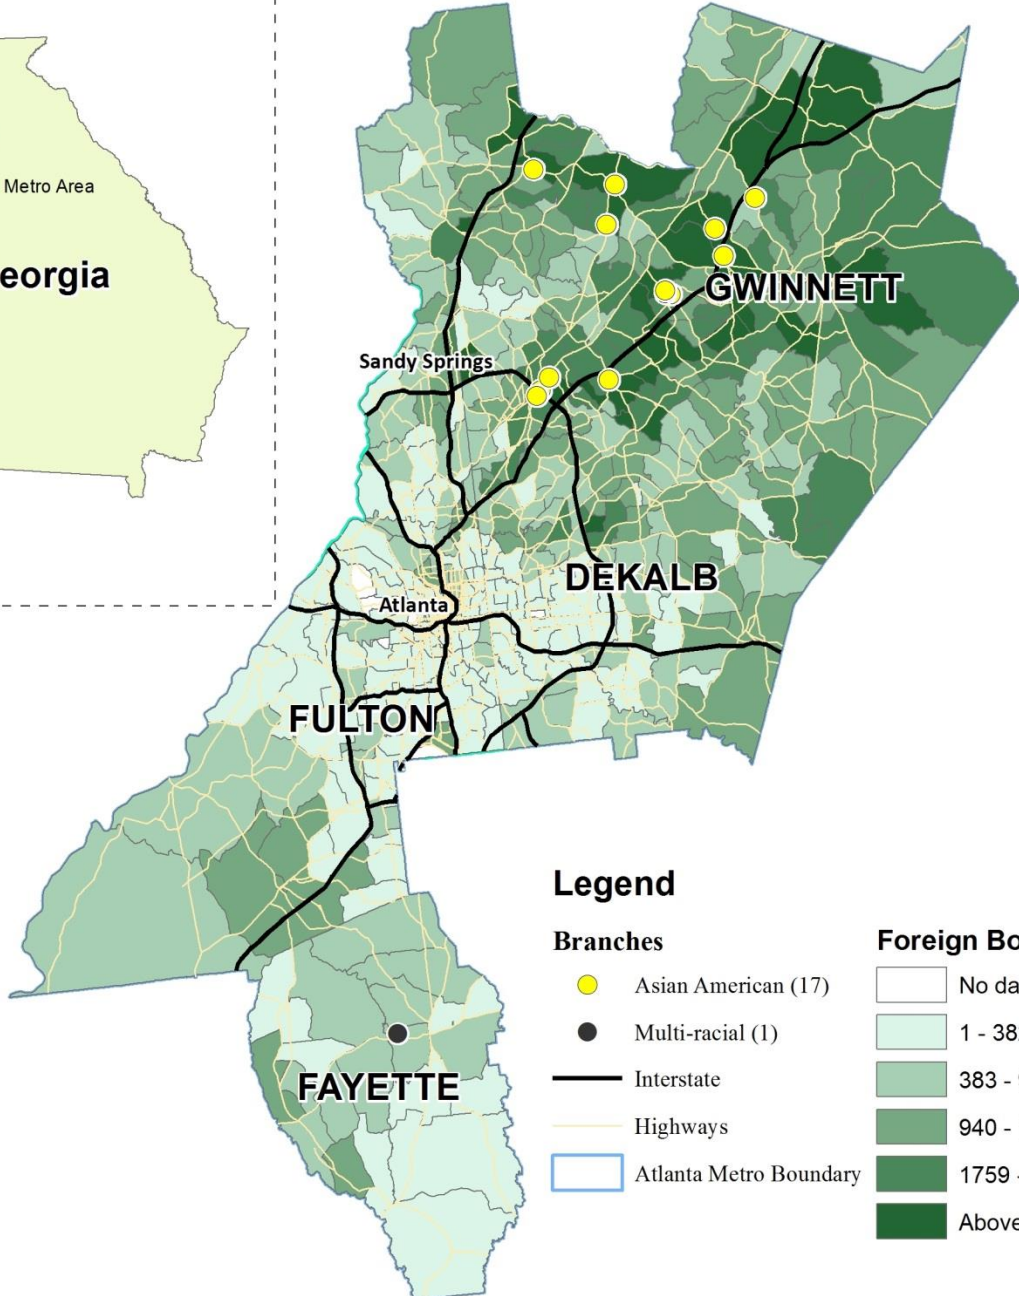 Metro Area
eorgia
GWINNETT
Sandy Springs
DEKALB
Atlanta
FULTON
FAYETTE
Legend
Branches
Asian American (17)
Multi-racial (1)
Interstate
Highways
Atlanta Metro Boundary
Foreign Bo
No da
1 - 38
383 -
940 -
1759 -
Above